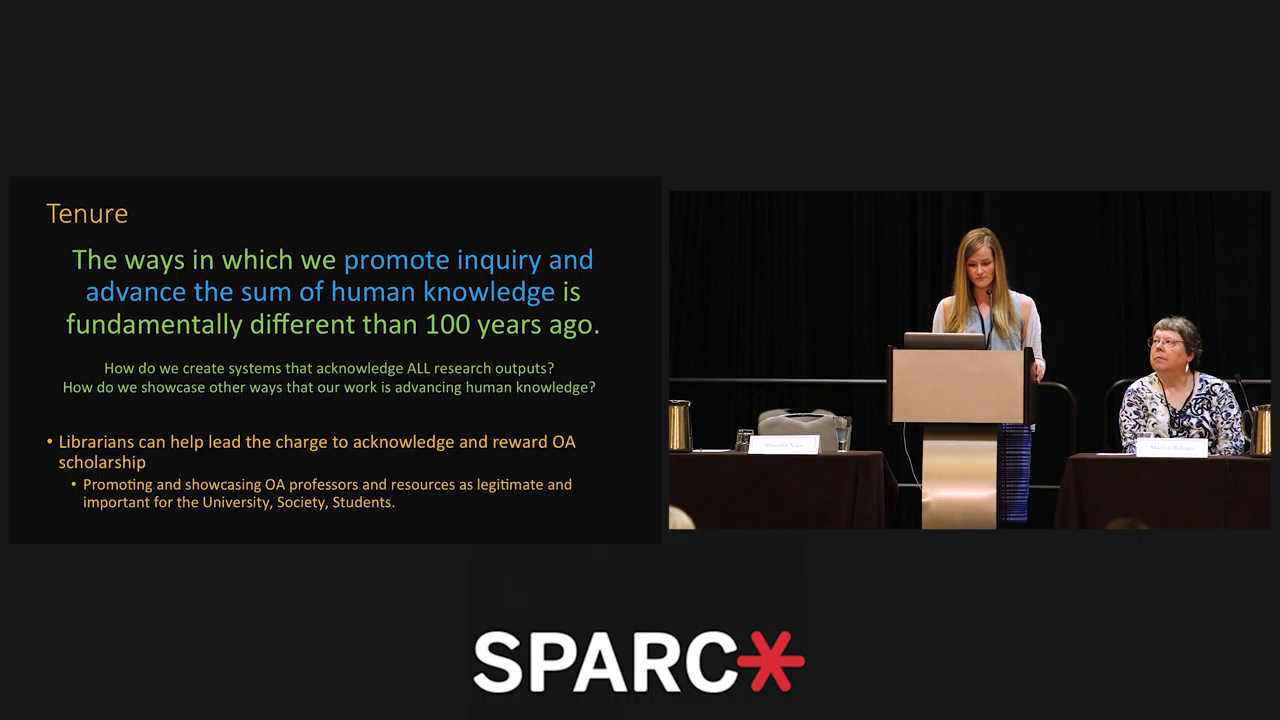 Tenure
The ways in which we promote inquiry and
advance the sum of human knowledge is
fundamentally different than 100 years ago.
How do we create systems that acknowledge ALL research outputs?
How do we showcase other ways that our work is advancing human knowledge?
• Librarians can help lead the charge to acknowledge and reward OA
scholarship
• Promoting and showcasing OA professors and resources as legitimate and
important for the University, Society, Students.
SPARC*